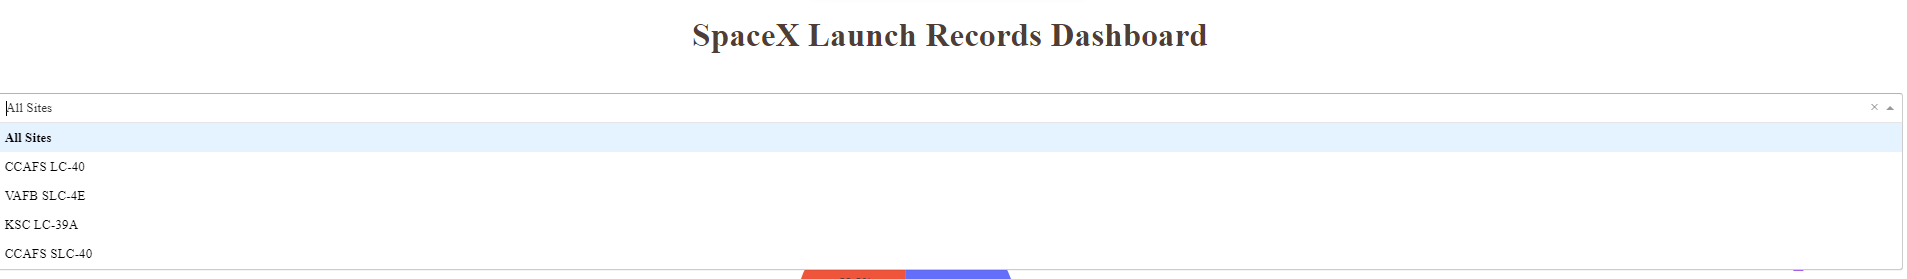 SpaceX Launch Records Dashboard
All Sites
All Sites
CCAFS LC-40
VAFB SLC-4E
KSC LC-39A
CCAFS SLC-40